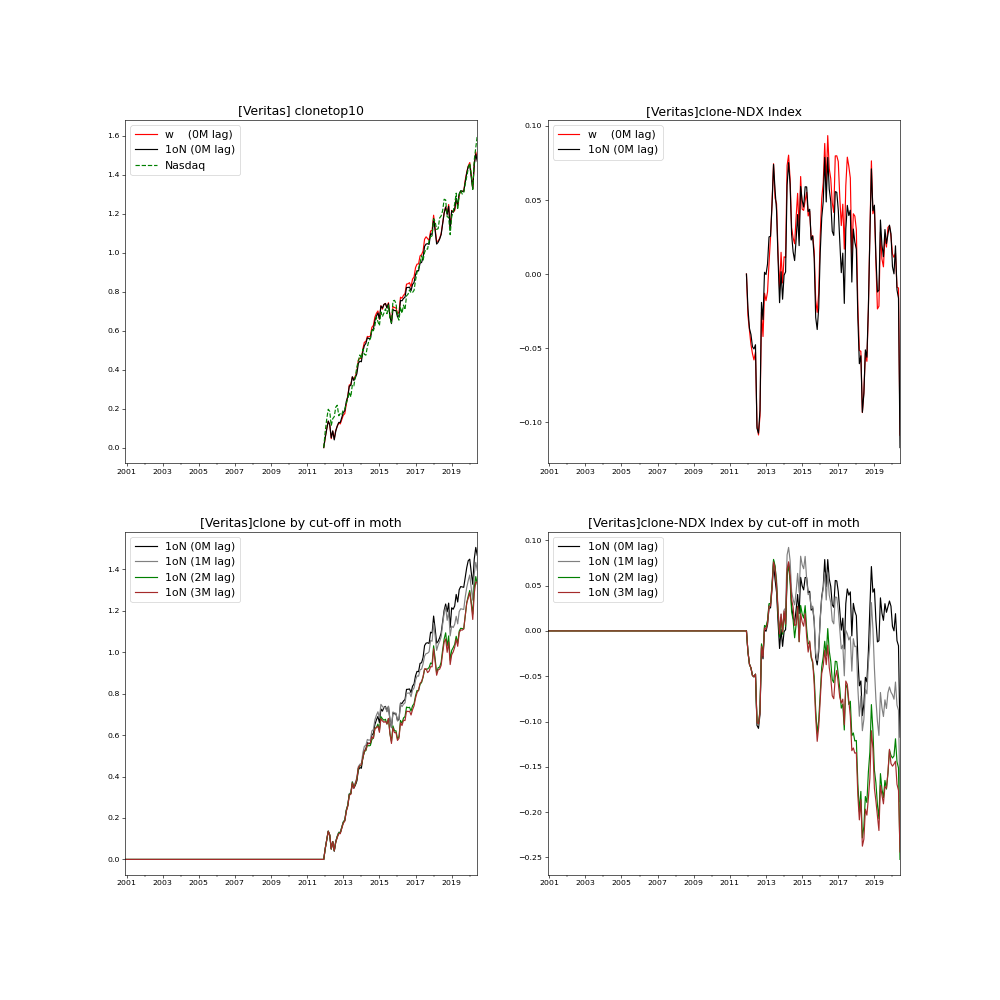 [Veritas] clonetop10
w    (0M lag)
1oN (0M lag)
Nasdaq
1.6
1.4
1.2
1.0
0.8
0.6
0.4
0.2
0.0
2001 2003 2005 2007 2009 2011 2013 2015 2017 2019
[Veritas]clone-NDX Index
w    (0M lag)
1oN (0M lag)
0.10
0.05
0.00
−0.05
−0.10
2001 2003 2005 2007 2009 2011 2013 2015 2017 2019
[Veritas]clone by cut-off in moth
1oN (0M lag)
1oN (1M lag)
1oN (2M lag)
1oN (3M lag)
1.4
1.2
1.0
0.8
0.6
0.4
0.2
0.0
2001 2003 2005 2007 2009 2011 2013 2015 2017 2019
[Veritas]clone-NDX Index by cut-off in moth
1oN (0M lag)
1oN (1M lag)
1oN (2M lag)
1oN (3M lag)
0.10
0.05
0.00
−0.05
−0.10
−0.15
−0.20
−0.25
2001 2003 2005 2007 2009 2011 2013 2015 2017 2019